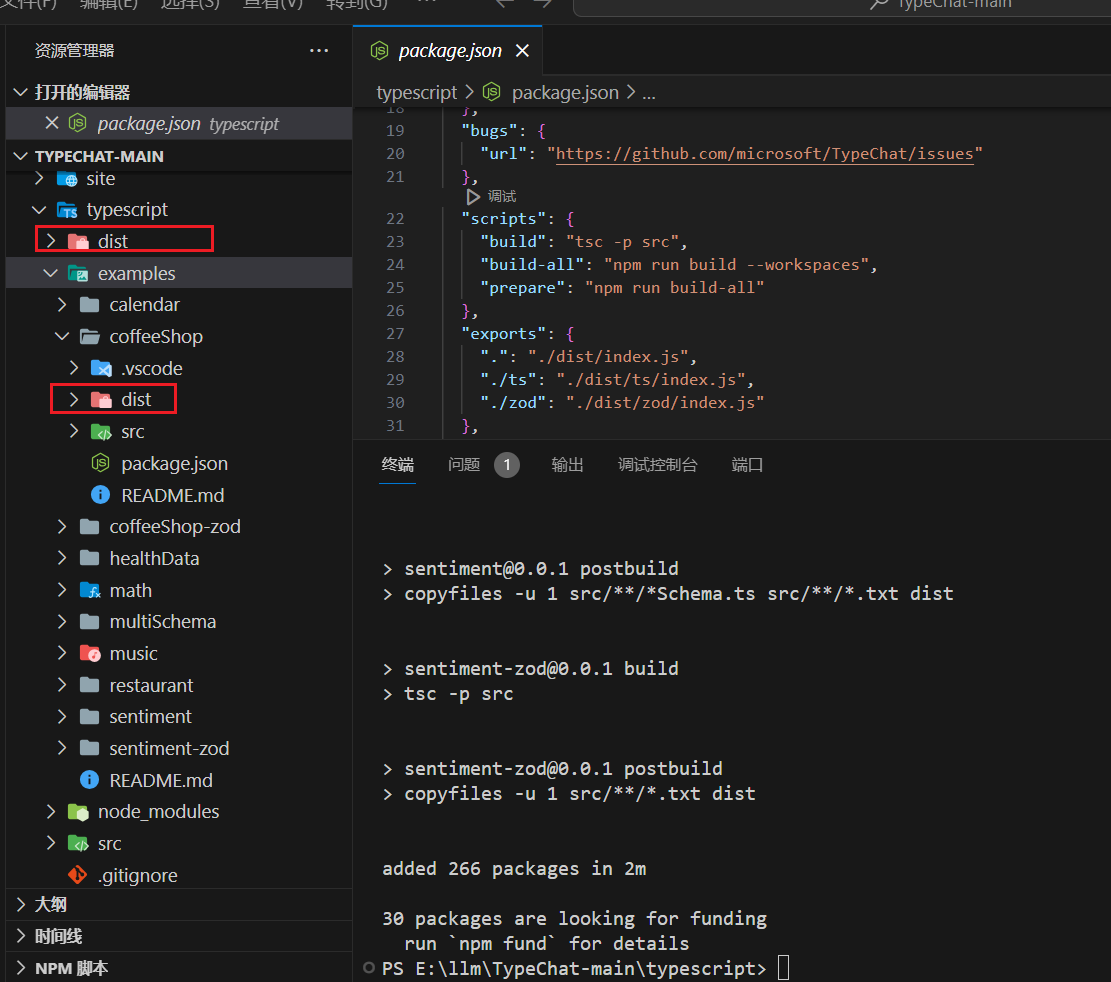 文件(F) 编辑(E) 选择(S) 查看(V) 转到(G) ···
TypeChat-main
资源管理器
打开的编辑器
package.json typescript
TYPECHAT-MAIN
site
typescript
dist
examples
calendar
coffeeShop
.vscode
dist
src
package.json
README.md
coffeeShop-zod
healthData
math
multiSchema
music
restaurant
sentiment
sentiment-zod
README.md
node_modules
src
.gitignore
大纲
时间线
NPM 脚本
package.json
typescript > package.json > ...
18 },
19 "bugs": {
20 "url": "https://github.com/microsoft/TypeChat/issues"
21 },
调试
22 "scripts": {
23 "build": "tsc -p src",
24 "build-all": "npm run build --workspaces",
25 "prepare": "npm run build-all"
26 },
27 "exports": {
28 ".": "./dist/index.js",
29 "./ts": "./dist/ts/index.js",
30 "./zod": "./dist/zod/index.js"
31 },
终端 问题 1 输出 调试控制台 端口
> sentiment@0.0.1 postbuild
> copyfiles -u 1 src/**/*Schema.ts src/**/*.txt dist
> sentiment-zod@0.0.1 build
> tsc -p src
> sentiment-zod@0.0.1 postbuild
> copyfiles -u 1 src/**/*.txt dist
added 266 packages in 2m
30 packages are looking for funding
run `npm fund` for details
PS E:\llm\TypeChat-main\typescript>